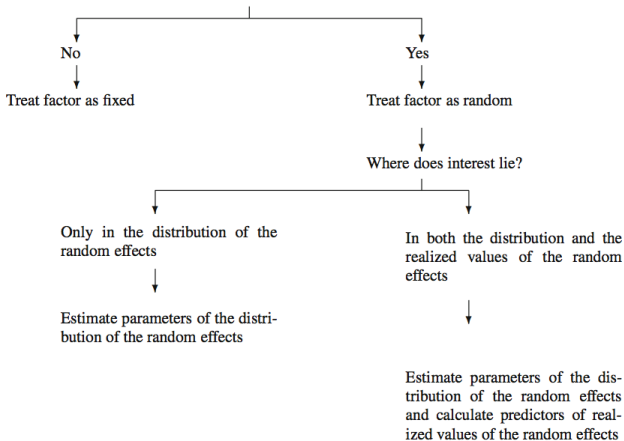 No
Yes
Treat factor as fixed
Treat factor as random
Where does interest lie?
Only in the distribution of the
random effects
In both the distribution and the
realized values of the random
effects
Estimate parameters of the distri-
bution of the random effects
Estimate parameters of the dis-
tribution of the random effects
and calculate predictors of real-
ized values of the random effects